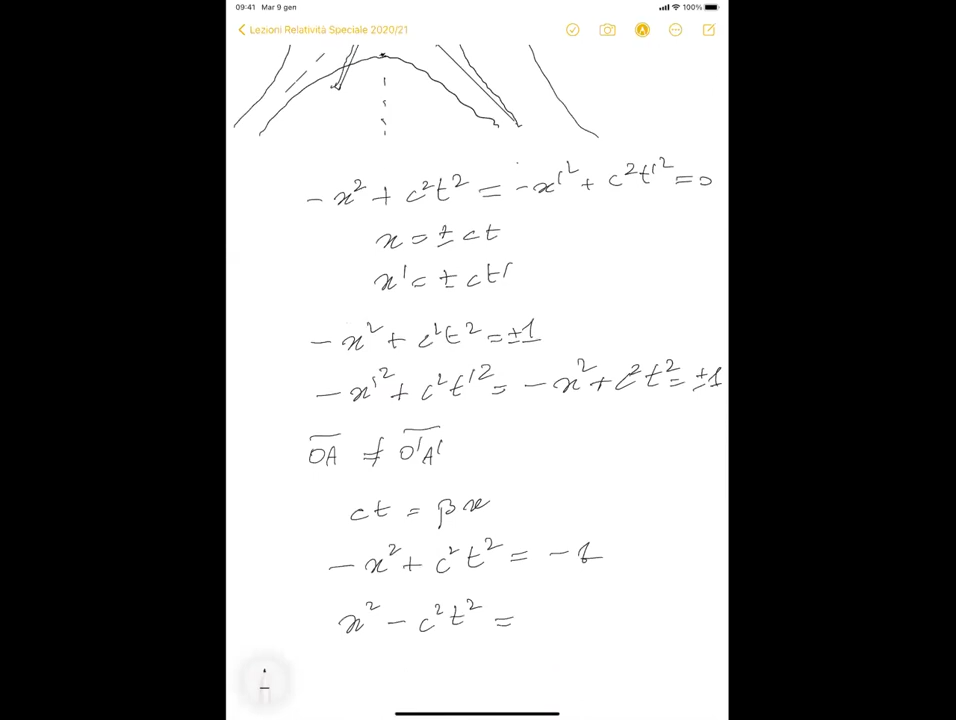 09:41 Mar 9 gen 100%
Lezioni Relatività Speciale 2020/21
-x² + c²t² = -x'² + c²t'² = 0
x = ± ct
x' = ± ct'
-x² + c²t² = ±1
-x'² + c²t'² = -x² + c²t² = ±1
O̅A̅ ≠ O̅'A̅'
ct = βx
-x² + c²t² = -1
x² - c²t² =